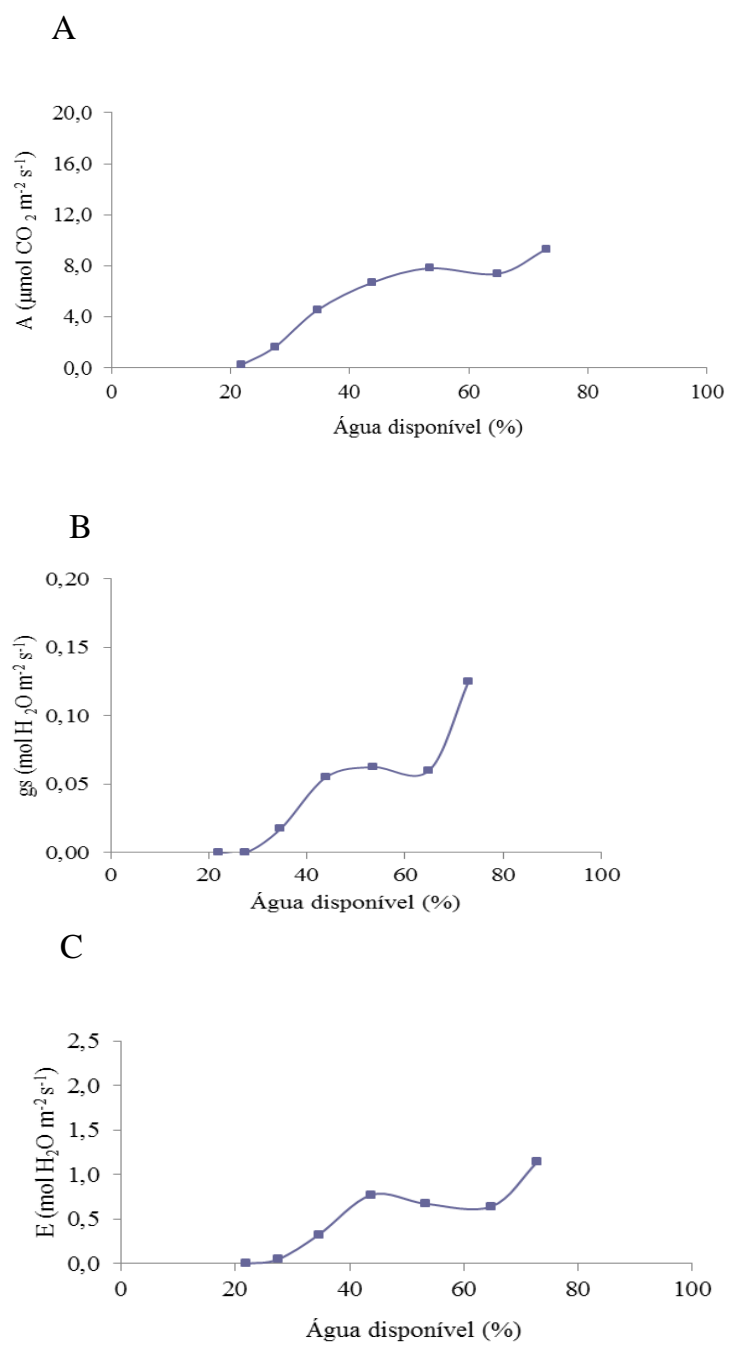 A
20,0
16,0
12,0
8,0
4,0
0,0
A (µmol CO 2 m-2 s-1)
0 20 40 60 80 100
Água disponível (%)
B
0,20
0,15
0,10
0,05
0,00
gs (mol H 2O m-2 s-1)
0 20 40 60 80 100
Água disponível (%)
C
2,5
2,0
1,5
1,0
0,5
0,0
E (mol H2O m-2 s-1)
0 20 40 60 80 100
Água disponível (%)